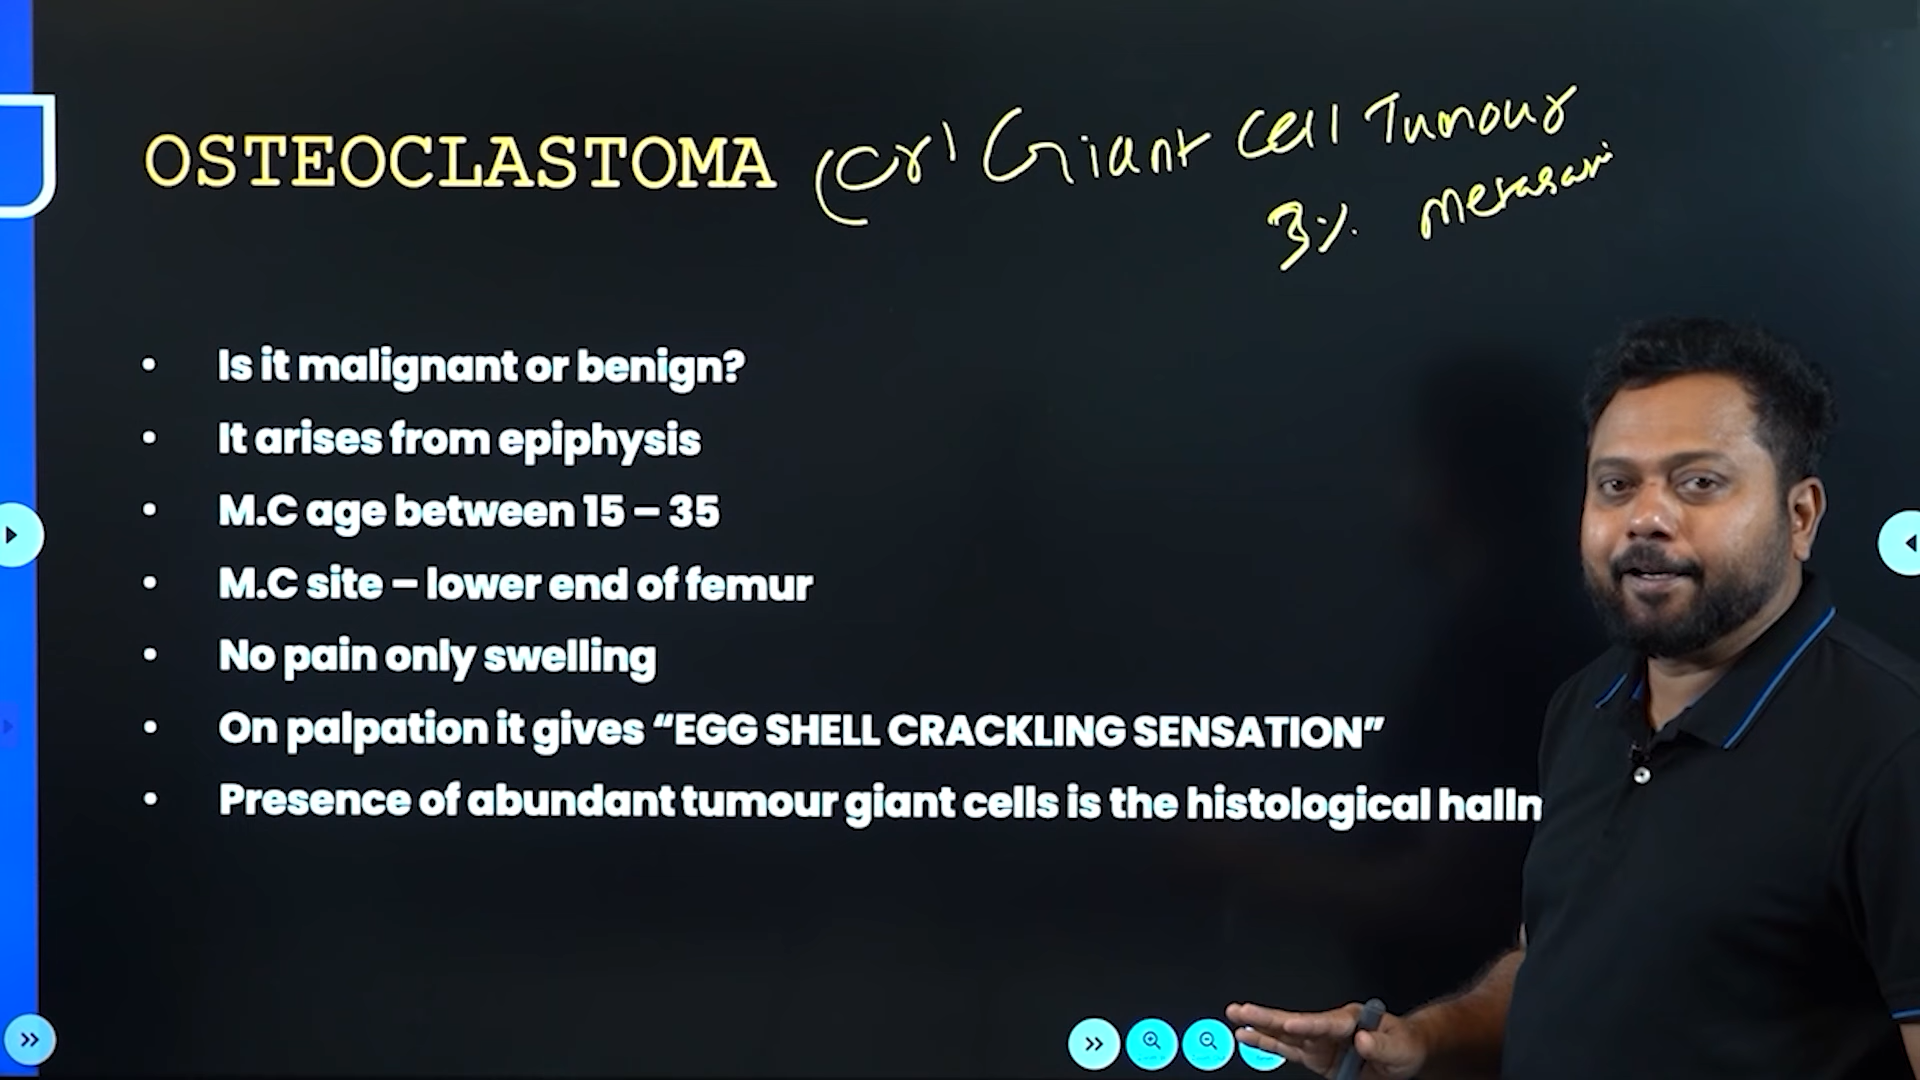 OSTEOCLASTOMA (or) Giant Cell Tumour
3%
• Is it malignant or benign?
• It arises from epiphysis
• M.C age between 15 – 35
• M.C site – lower end of femur
• No pain only swelling
• On palpation it gives “EGG SHELL CRACKLING SENSATION”
• Presence of abundant tumour giant cells is the histological